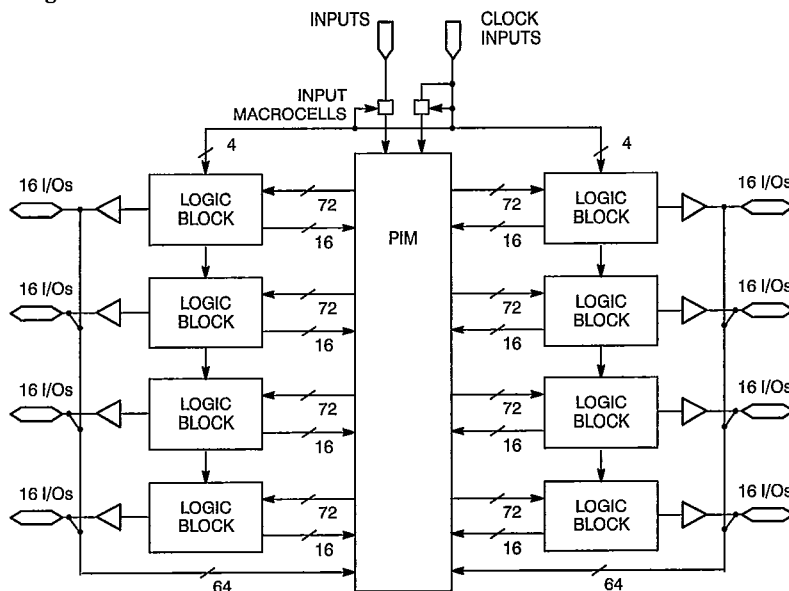 INPUTS
CLOCK
INPUTS
INPUT
MACROCELLS
4
4
16 I/Os
LOGIC
BLOCK
72
16
PIM
72
16
LOGIC
BLOCK
16 I/Os
16 I/Os
LOGIC
BLOCK
72
16
72
16
LOGIC
BLOCK
16 I/Os
16 I/Os
LOGIC
BLOCK
72
16
72
16
LOGIC
BLOCK
16 I/Os
16 I/Os
LOGIC
BLOCK
72
16
72
16
LOGIC
BLOCK
16 I/Os
64
64